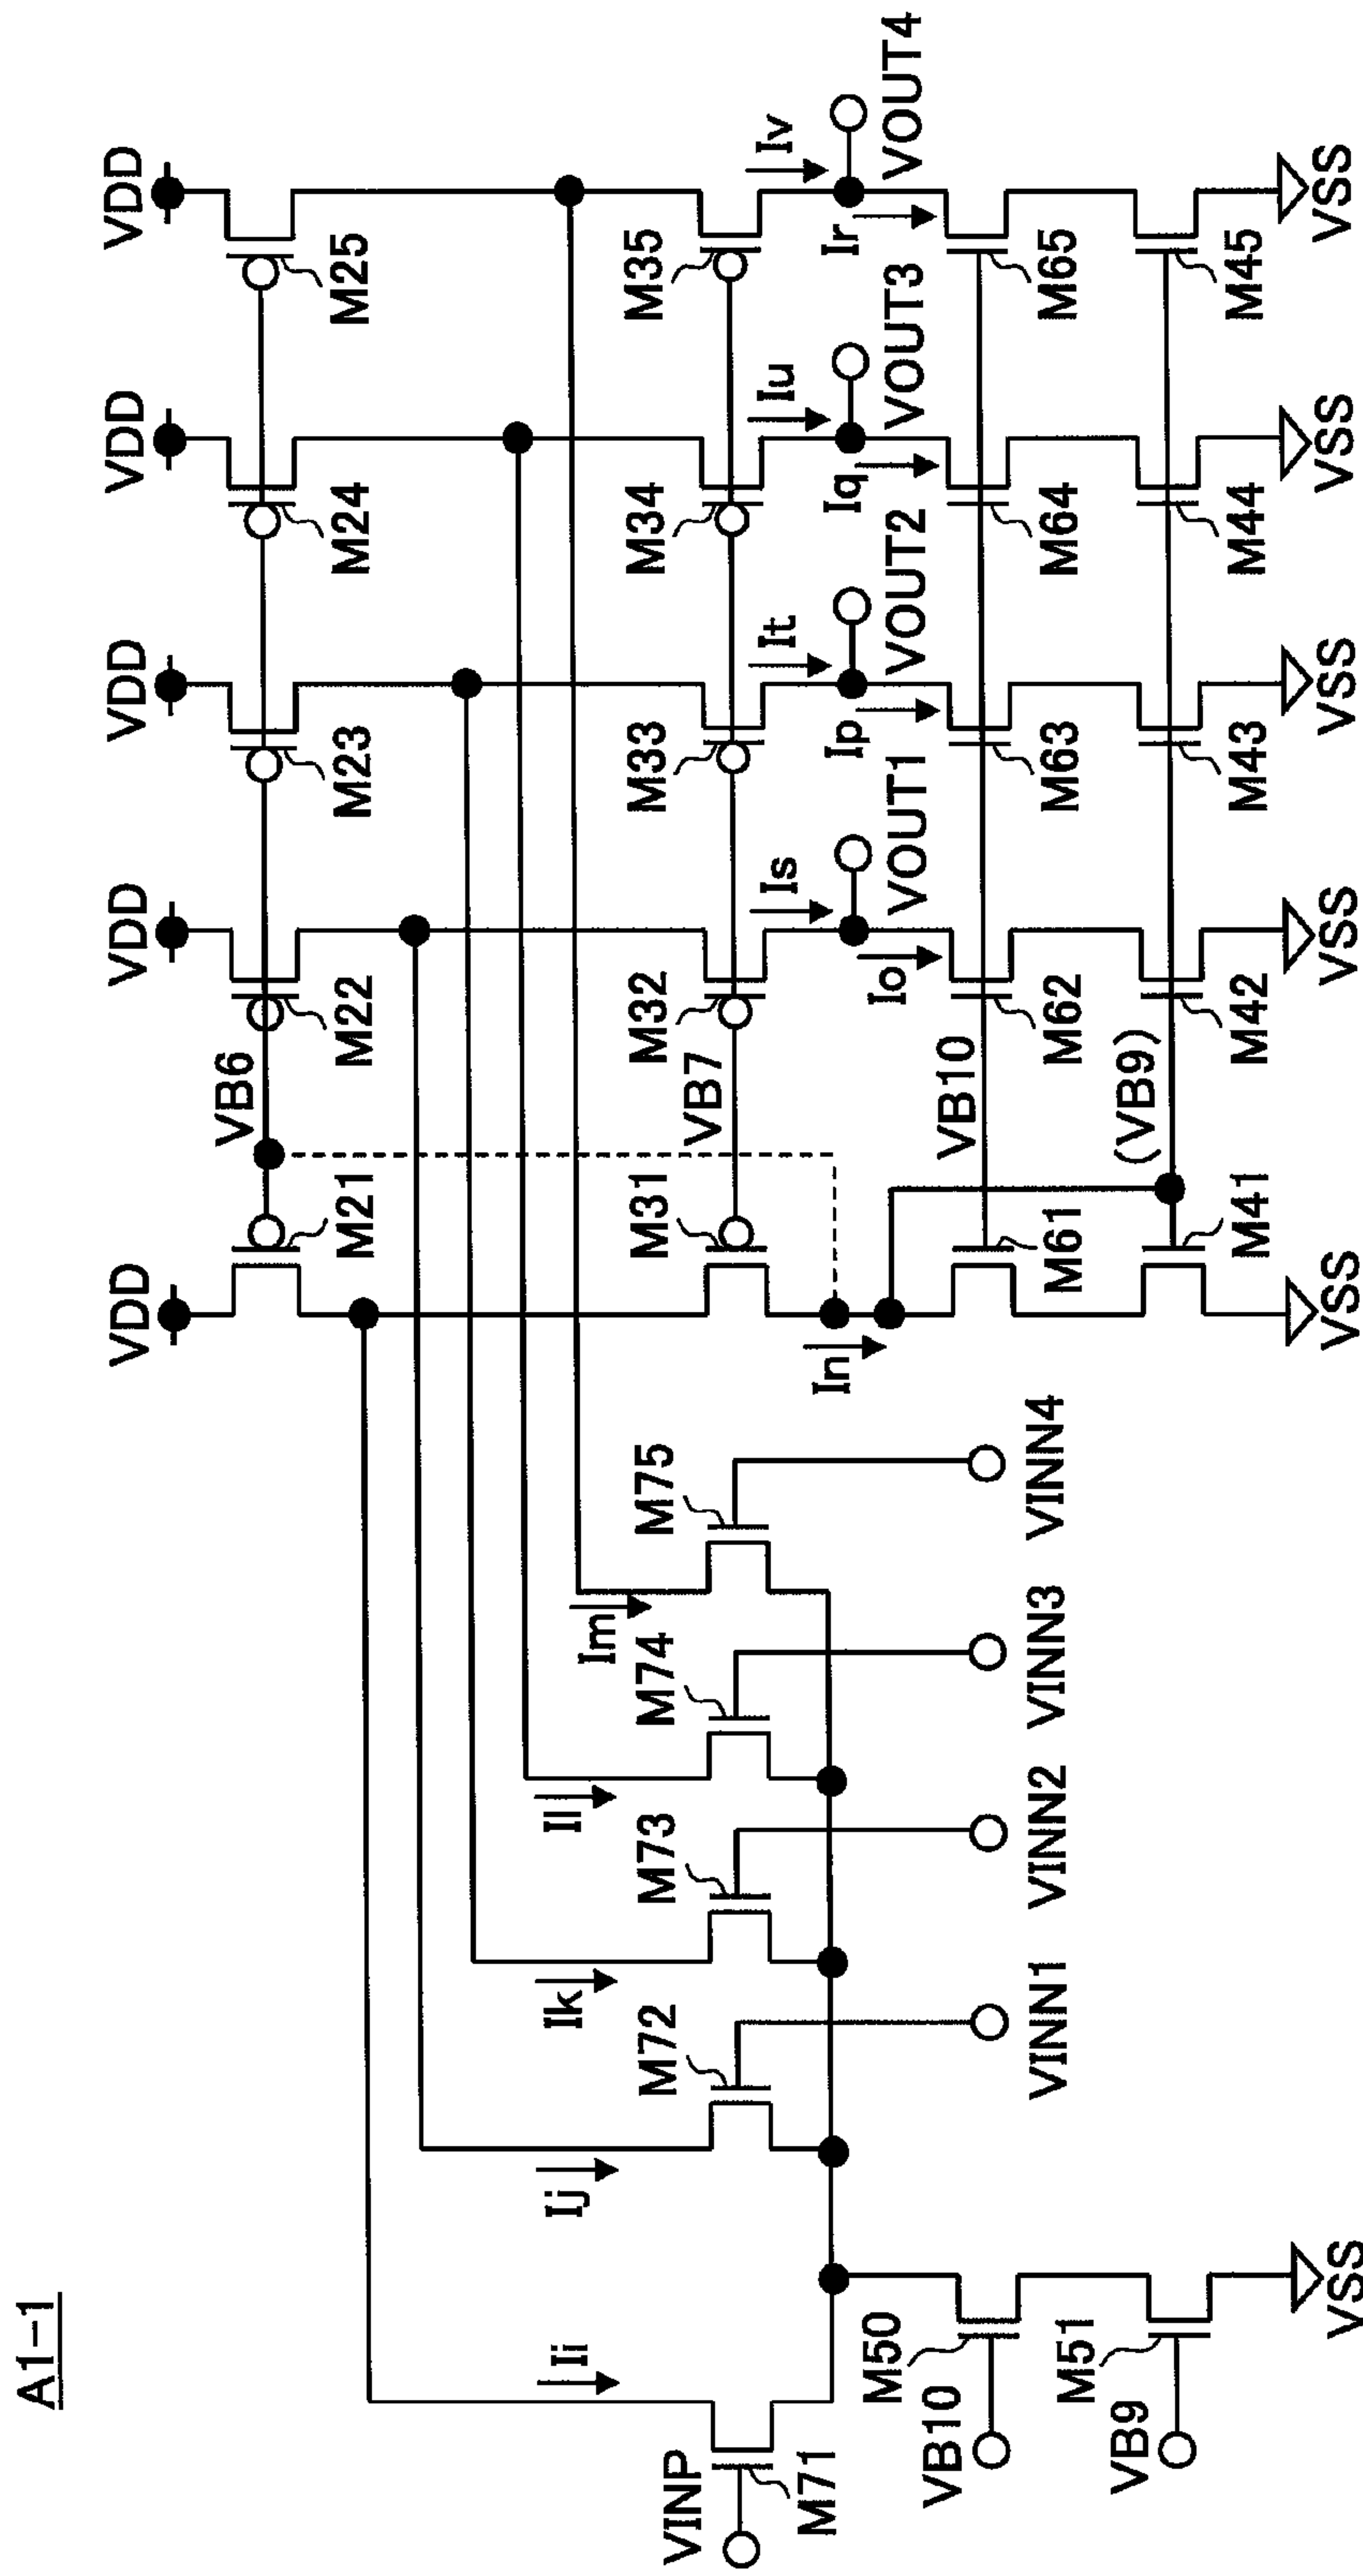 A1-1
VDD
VDD
VDD
VDD
VDD
VB6
M21
M22
M23
M24
M25
Ii
Ij
Ik
Il
Im
VINP
M71
M72
M73
M74
M75
M31
VB7
M32
M33
M34
M35
In
Is
It
Iu
Iv
Io
Ip
Iq
Ir
VOUT1
VOUT2
VOUT3
VOUT4
VINN1
VINN2
VINN3
VINN4
M50
VB10
M51
VB9
VSS
VB10
M61
M62
M63
M64
M65
(VB9)
M41
M42
M43
M44
M45
VSS
VSS
VSS
VSS
VSS